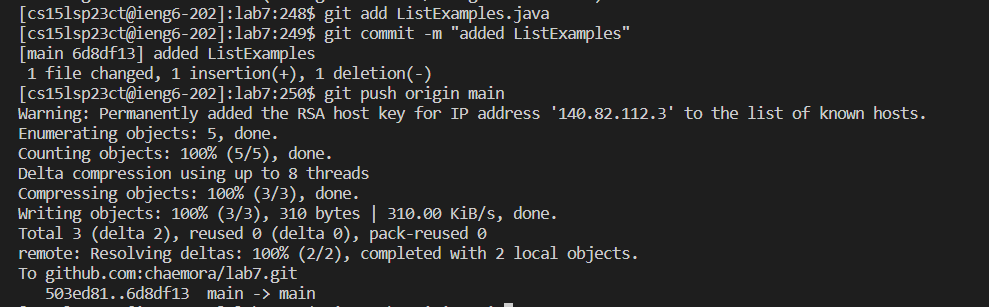 [cs15lsp23ct@ieng6-202]:lab7:248$ git add ListExamples.java
[cs15lsp23ct@ieng6-202]:lab7:249$ git commit -m "added ListExamples"
[main 6d8df13] added ListExamples
 1 file changed, 1 insertion(+), 1 deletion(-)
[cs15lsp23ct@ieng6-202]:lab7:250$ git push origin main
Warning: Permanently added the RSA host key for IP address '140.82.112.3' to the list of known hosts.
Enumerating objects: 5, done.
Counting objects: 100% (5/5), done.
Delta compression using up to 8 threads
Compressing objects: 100% (3/3), done.
Writing objects: 100% (3/3), 310 bytes | 310.00 KiB/s, done.
Total 3 (delta 2), reused 0 (delta 0), pack-reused 0
remote: Resolving deltas: 100% (2/2), completed with 2 local objects.
To github.com:chaemora/lab7.git
   503ed81..6d8df13  main -> main